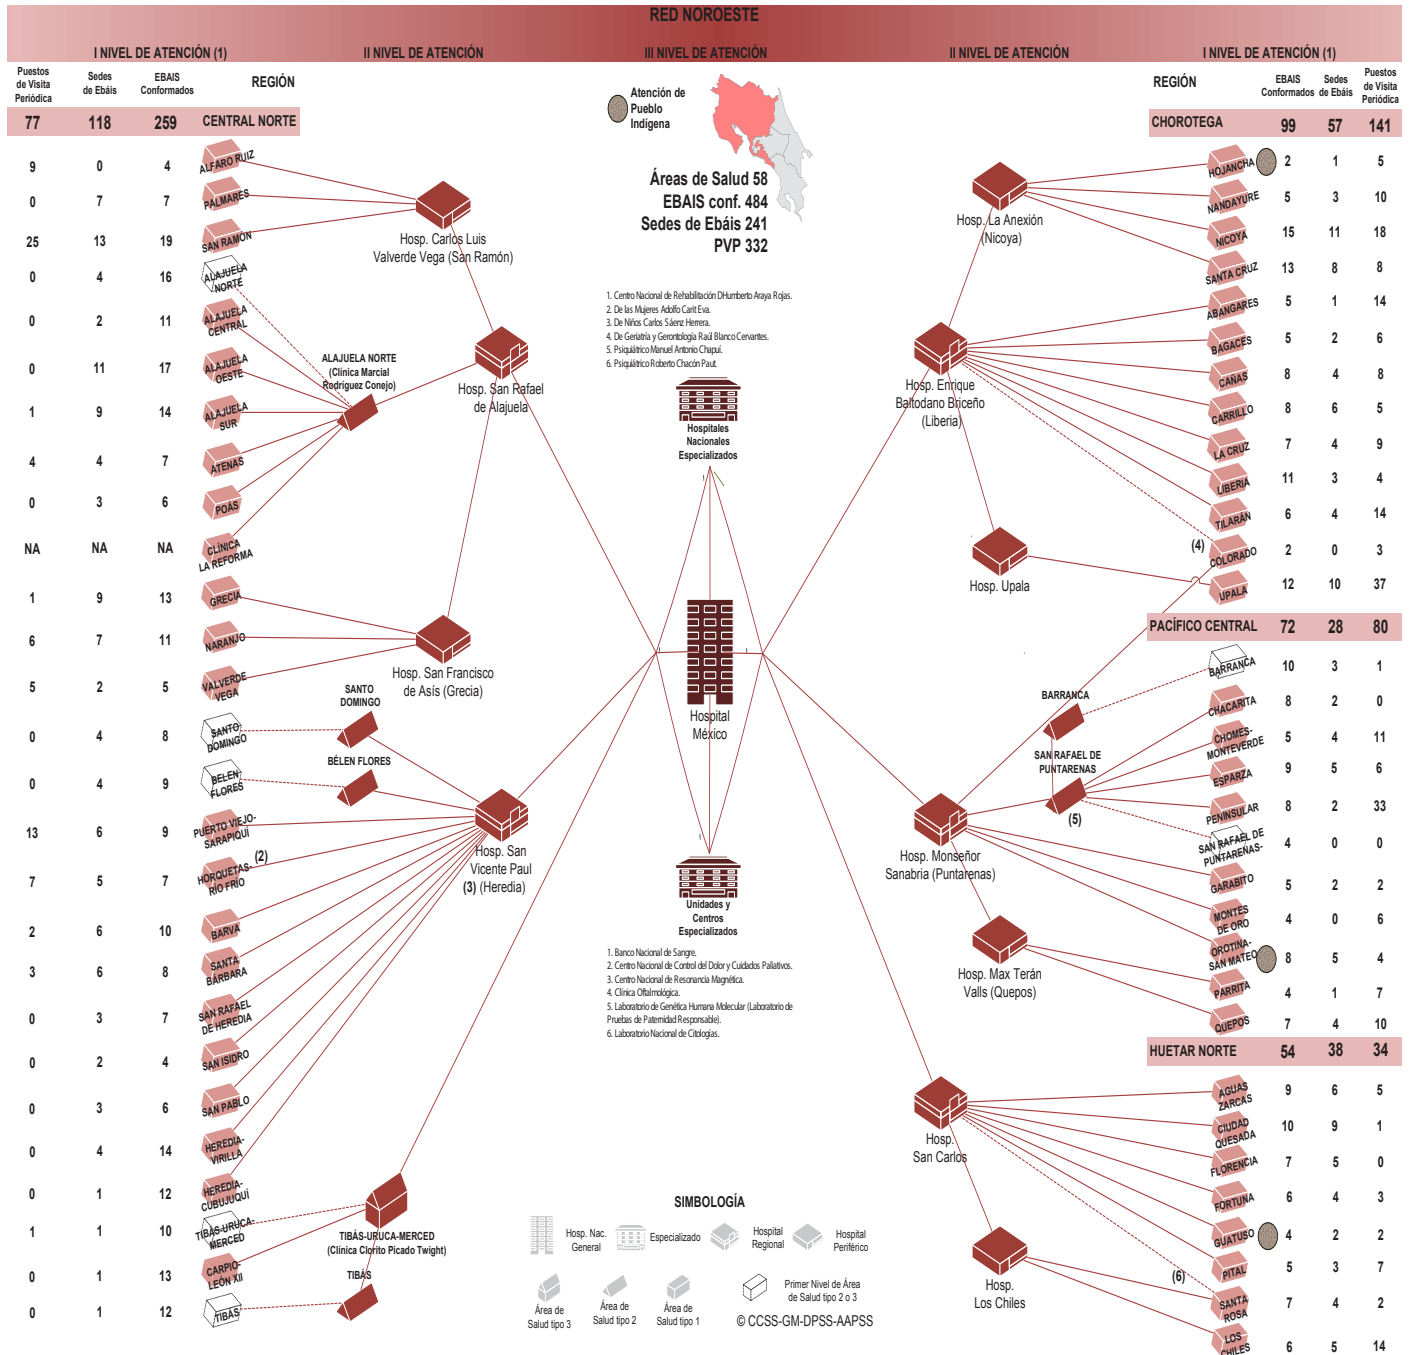 RED NOROESTE
I NIVEL DE ATENCIÓN (1)
II NIVEL DE ATENCIÓN
III NIVEL DE ATENCIÓN
II NIVEL DE ATENCIÓN
I NIVEL DE ATENCIÓN (1)
Puestos
de Visita
Periódica
Sedes
de Ebáis
EBAIS
Conformados
REGIÓN
77 118 259 CENTRAL NORTE
9 0 4 ALFARO RUIZ
0 7 7 PALMARES
25 13 19 SAN RAMÓN
0 4 16 ALAJUELA
NORTE
0 2 11 ALAJUELA
CENTRAL
0 11 17 ALAJUELA
OESTE
1 9 14 ALAJUELA
SUR
4 4 7 ATENAS
0 3 6 POÁS
NA NA NA CLÍNICA
LA REFORMA
1 9 13 GRECIA
6 7 11 NARANJO
5 2 5 VALVERDE
VEGA
0 4 8 SANTO-
DOMINGO
0 4 9 BELEN-
FLORES
13 6 9 PUERTO VIEJO-
SARAPIQUÍ
(2)
7 5 7 HORQUETAS-
RÍO FRÍO
2 6 10 BARVA
3 6 8 SANTA
BÁRBARA
0 3 7 SAN RAFAEL
DE HEREDIA
0 2 4 SAN ISIDRO
0 3 6 SAN PABLO
0 4 14 HEREDIA-
VIRILLA
0 1 12 HEREDIA-
CUBUJUQUÍ
1 1 10 TIBÁS-URUCA-
MERCED
0 1 13 CARPIO-
LEÓN XII
0 1 12 TIBÁS
Hosp. Carlos Luis
Valverde Vega (San Ramón)
ALAJUELA NORTE
(Clínica Marcial
Rodríguez Conejo)
Hosp. San Rafael
de Alajuela
Hosp. San Francisco
de Asís (Grecia)
SANTO
DOMINGO
BÉLEN FLORES
Hosp. San
Vicente Paul
(3) (Heredia)
TIBÁS-URUCA-MERCED
(Clínica Clorito Picado Twight)
TIBÁS
Atención de
Pueblo
Indígena
Áreas de Salud 58
EBAIS conf. 484
Sedes de Ebáis 241
PVP 332
1. Centro Nacional de Rehabilitación DHumberto Araya Rojas.
2. De las Mujeres Adolfo Carit Eva.
3. De Niños Carlos Sáenz Herrera.
4. De Geriatría y Gerontología Raúl Blanco Cervantes.
5. Psiquiátrico Manuel Antonio Chapuí.
6. Psiquiátrico Roberto Chacón Paut.
Hospitales
Nacionales
Especializados
Hospital
México
Unidades y
Centros
Especializados
1. Banco Nacional de Sangre.
2. Centro Nacional de Control del Dolor y Cuidados Paliativos.
3. Centro Nacional de Resonancia Magnética.
4. Clínica Oftalmológica.
5. Laboratorio de Genética Humana Molecular (Laboratorio de
Pruebas de Paternidad Responsable).
6. Laboratorio Nacional de Citologías.
SIMBOLOGÍA
Hosp. Nac.
General
Especializado
Hospital
Regional
Hospital
Periférico
Área de
Salud tipo 3
Área de
Salud tipo 2
Área de
Salud tipo 1
Primer Nivel de Área
de Salud tipo 2 o 3
© CCSS-GM-DPSS-AAPSS
Hosp. La Anexión
(Nicoya)
Hosp. Enrique
Baltodano Briceño
(Liberia)
Hosp. Upala
BARRANCA
SAN RAFAEL DE
PUNTARENAS
(5)
Hosp. Monseñor
Sanabria (Puntarenas)
Hosp. Max Terán
Valls (Quepos)
Hosp.
San Carlos
Hosp.
Los Chiles
REGIÓN
EBAIS
Conformados
Sedes
de Ebáis
Puestos
de Visita
Periódica
CHOROTEGA 99 57 141
HOJANCHA 2 1 5
NANDAYURE 5 3 10
NICOYA 15 11 18
SANTA CRUZ 13 8 8
ABANGARES 5 1 14
BAGACES 5 2 6
CAÑAS 8 4 8
CARRILLO 8 6 5
LA CRUZ 7 4 9
LIBERIA 11 3 4
TILARÁN 6 4 14
(4) COLORADO 2 0 3
UPALA 12 10 37
PACÍFICO CENTRAL 72 28 80
BARRANCA 10 3 1
CHACARITA 8 2 0
CHOMES-
MONTEVERDE 5 4 11
ESPARZA 9 5 6
PENINSULAR 8 2 33
SAN RAFAEL DE
PUNTAREÑAS- 4 0 0
GARABITO 5 2 2
MONTES
DE ORO 4 0 6
OROTINA-
SAN MATEO 8 5 4
PARRITA 4 1 7
QUEPOS 7 4 10
HUETAR NORTE 54 38 34
AGUAS
ZARCAS 9 6 5
CIUDAD
QUESADA 10 9 1
FLORENCIA 7 5 0
FORTUNA 6 4 3
GUATUSO 4 2 2
(6) PITAL 5 3 7
SANTA
ROSA 7 4 2
LOS
CHILES 6 5 14